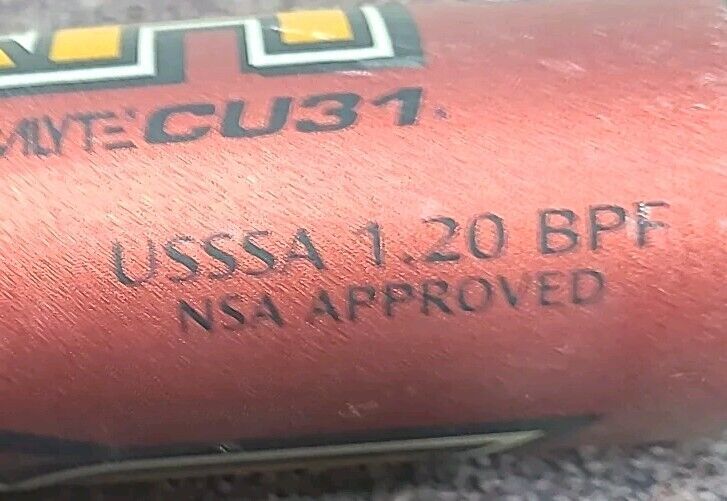 CU31
USSSA 1.20 BPF
NSA APPROVED